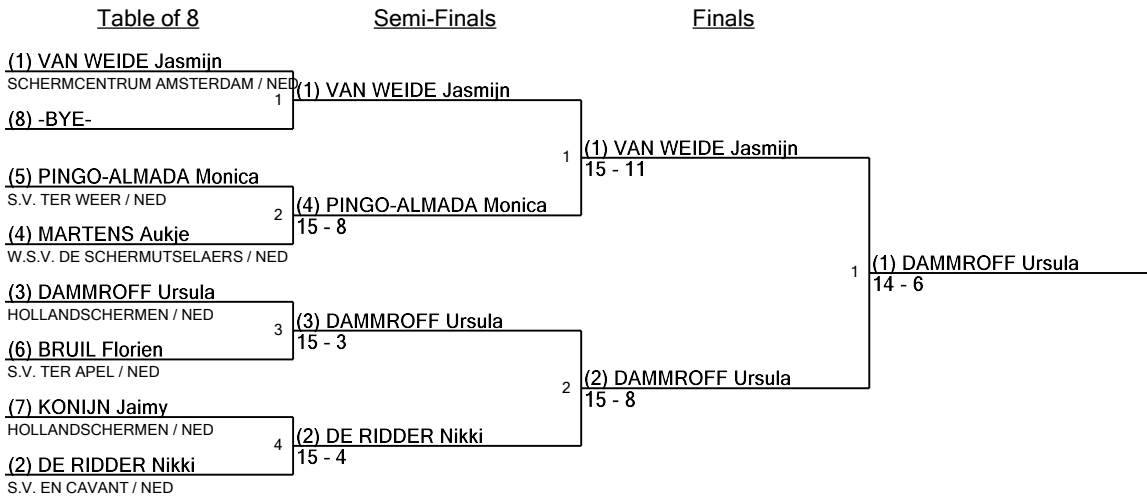 Table of 8
Semi-Finals
Finals
(1) VAN WEIDE Jasmijn
SCHERMCENTRUM AMSTERDAM / NED
1
(8) -BYE-
(1) VAN WEIDE Jasmijn
(5) PINGO-ALMADA Monica
S.V. TER WEER / NED
2
(4) MARTENS Aukje
W.S.V. DE SCHERMUTSELAERS / NED
(4) PINGO-ALMADA Monica
15 - 8
1
(1) VAN WEIDE Jasmijn
15 - 11
(3) DAMMROFF Ursula
HOLLANDSCHERMEN / NED
3
(6) BRUIL Florien
S.V. TER APEL / NED
(3) DAMMROFF Ursula
15 - 3
(7) KONIJN Jaimy
HOLLANDSCHERMEN / NED
4
(2) DE RIDDER Nikki
S.V. EN CAVANT / NED
(2) DE RIDDER Nikki
15 - 4
2
(2) DAMMROFF Ursula
15 - 8
1
(1) DAMMROFF Ursula
14 - 6